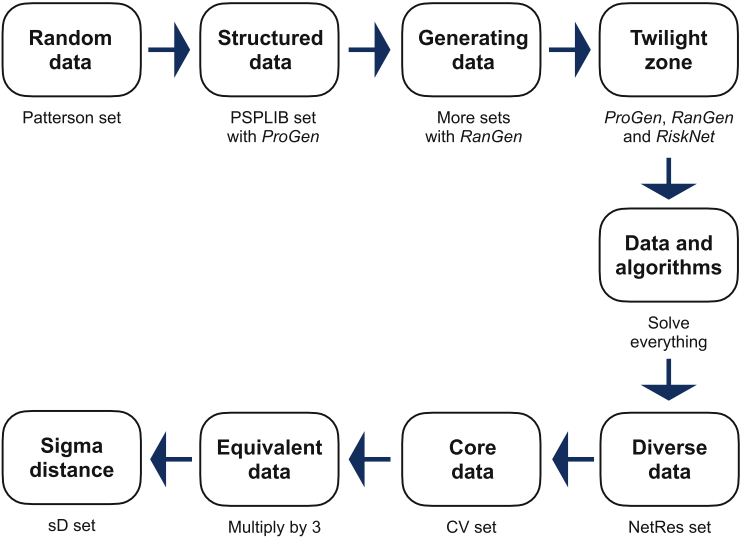 Random
data
Patterson set
Structured
data
PSPLIB set
with ProGen
Generating
data
More sets
with RanGen
Twilight
zone
ProGen, RanGen
and RiskNet
Data and
algorithms
Solve
everything
Diverse
data
NetRes set
Core
data
CV set
Equivalent
data
Multiply by 3
Sigma
distance
sD set